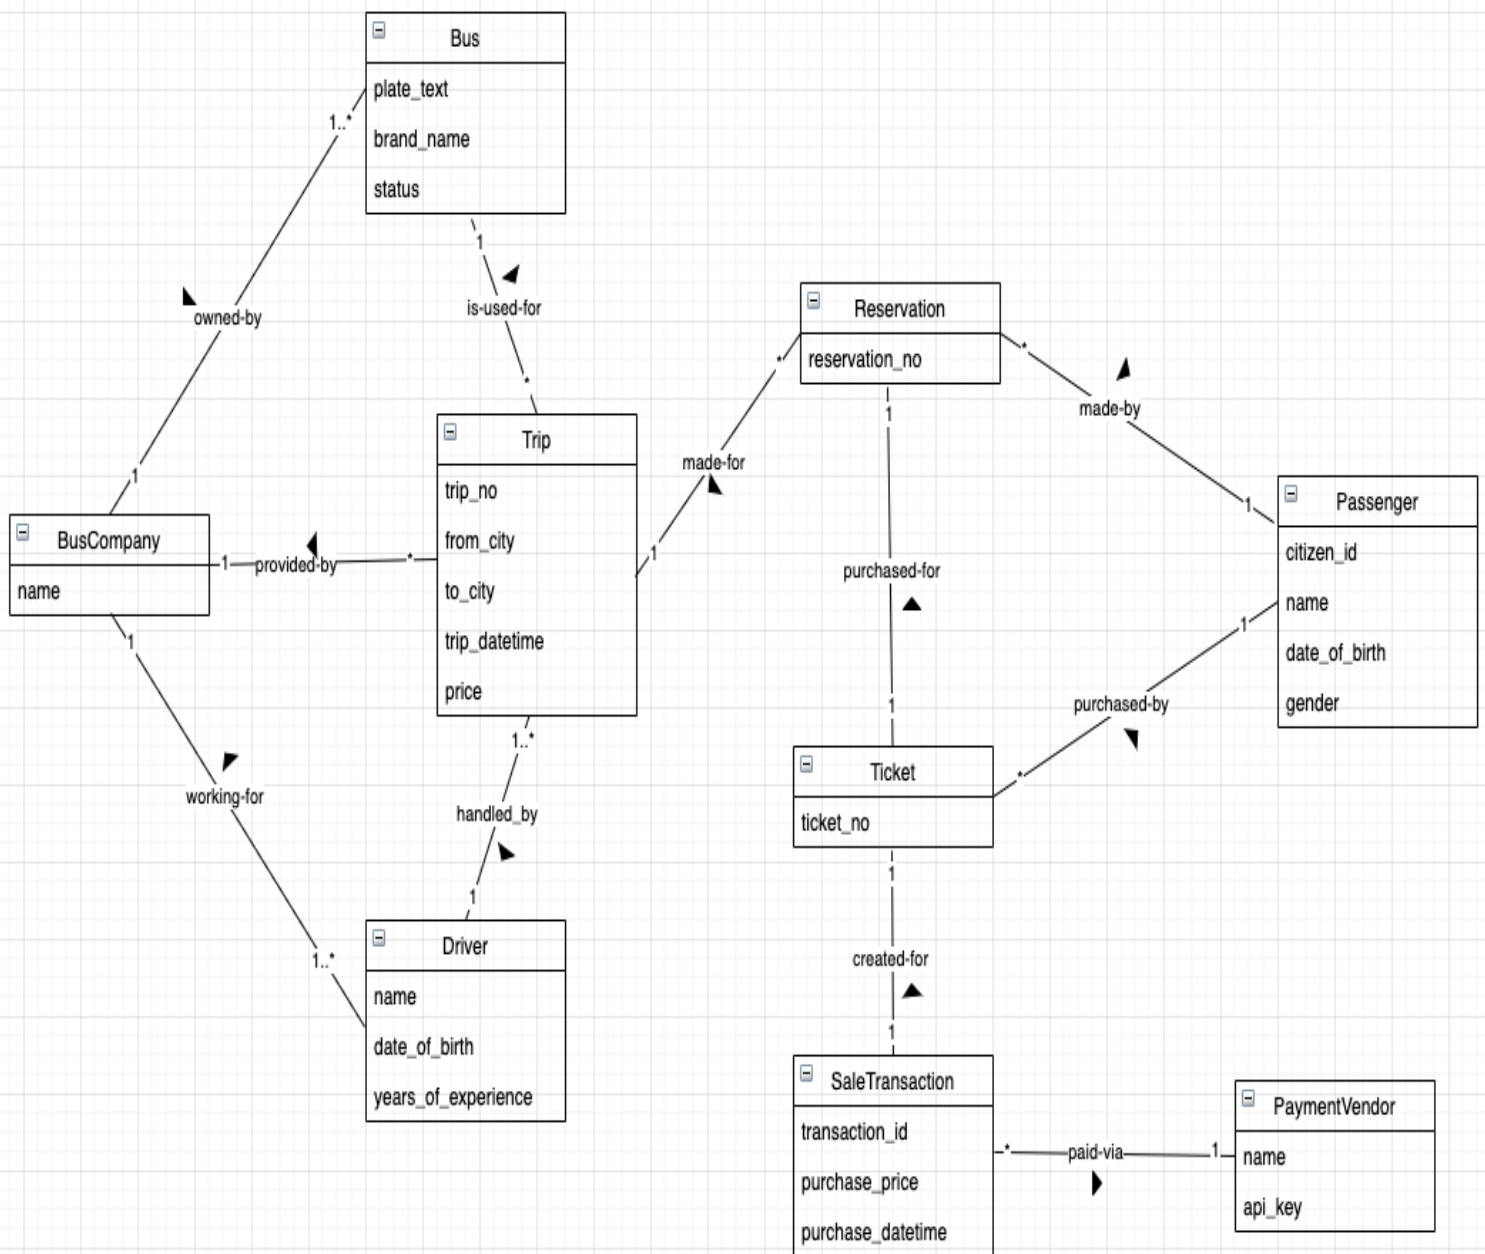 Bus
plate_text
brand_name
status
1..*
owned-by
1
1
is-used-for
*
Reservation
reservation_no
*
made-for
1
*
made-by
1
Trip
trip_no
from_city
to_city
trip_datetime
price
BusCompany
name
1
provided-by
*
1
purchased-for
1
Passenger
citizen_id
name
date_of_birth
gender
1
purchased-by
*
1
working-for
1..*
1..*
handled_by
1
Ticket
ticket_no
Driver
name
date_of_birth
years_of_experience
1
created-for
1
SaleTransaction
transaction_id
purchase_price
purchase_datetime
*
paid-via
1
PaymentVendor
name
api_key